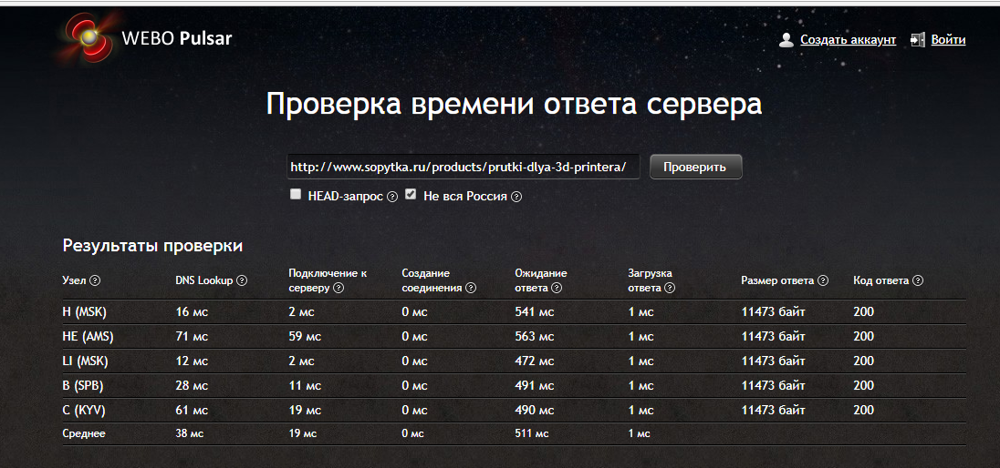 WEBO Pulsar
Создать аккаунт Войти
Проверка времени ответа сервера
http://www.sopytka.ru/products/prutki-dlya-3d-printera/ Проверить
HEAD-запрос ? Не вся Россия ?
Результаты проверки
Узел ? DNS Lookup ? Подключение к серверу ? Создание соединения ? Ожидание ответа ? Загрузка ответа ? Размер ответа ? Код ответа ?
H (MSK) 16 мс 2 мс 0 мс 541 мс 1 мс 11473 байт 200
HE (AMS) 71 мс 59 мс 0 мс 563 мс 1 мс 11473 байт 200
LI (MSK) 12 мс 2 мс 0 мс 472 мс 1 мс 11473 байт 200
B (SPB) 28 мс 11 мс 0 мс 491 мс 1 мс 11473 байт 200
C (KYV) 61 мс 19 мс 0 мс 490 мс 1 мс 11473 байт 200
Среднее 38 мс 19 мс 0 мс 511 мс 1 мс